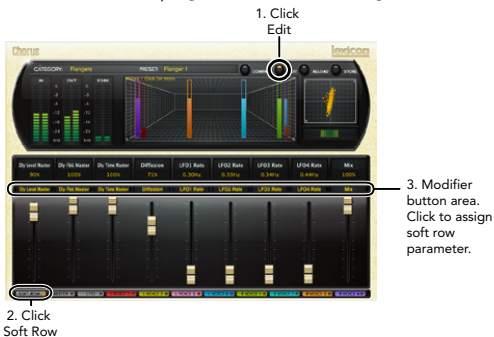 1. Click
Edit
Chorus
lexicon
CATEGORY: Flangers
PRESET: Flanger 1
RELOAD
STORE
IN OUT
Dly Level Master Dly Fbk Master Dly Time Master Diffusion LFO1 Rate LFO2 Rate LFO3 Rate LFO4 Rate Mix
90% 100% 100% 71% 0.30Hz 0.33Hz 0.36Hz 0.44Hz 100%
Dly Level Master Dly Fbk Master Dly Time Master Diffusion LFO1 Rate LFO2 Rate LFO3 Rate LFO4 Rate Mix
3. Modifier
button area.
Click to assign
soft row
parameter.
SOFT ROW
2. Click
Soft Row